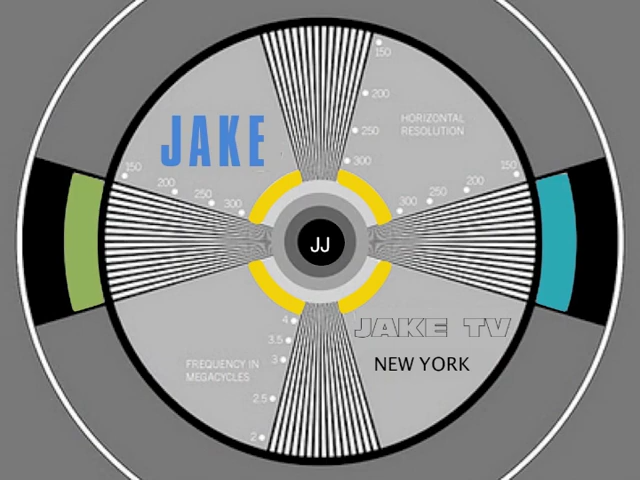 150
200
HORIZONTAL
RESOLUTION
250
JAKE
300
150
200
250
300
300
250
200
150
JJ
4
3.5
3
2.5
2
FREQUENCY IN
MEGACYCLES
JAKE TV
NEW YORK